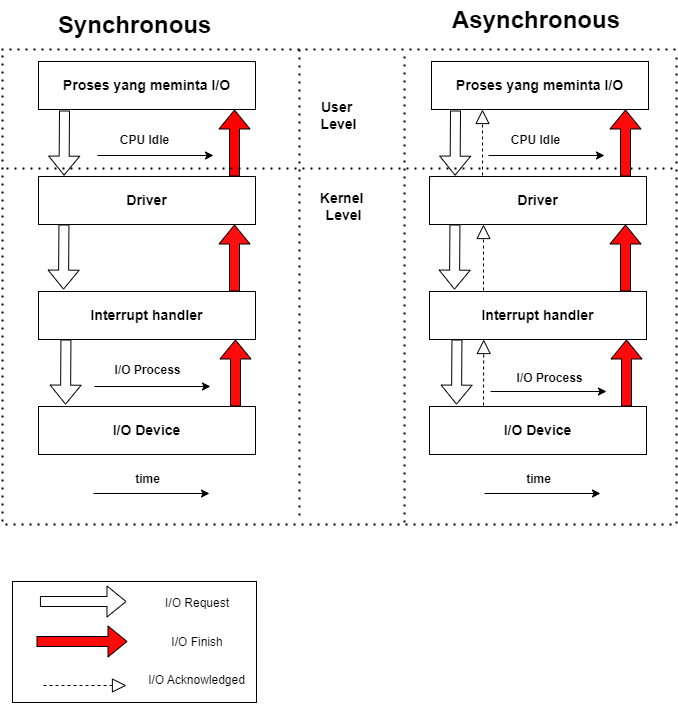 Synchronous
Asynchronous
Proses yang meminta I/O
Proses yang meminta I/O
User
Level
CPU Idle
CPU Idle
Driver
Kernel
Level
Driver
Interrupt handler
Interrupt handler
I/O Process
I/O Process
I/O Device
I/O Device
time
time
I/O Request
I/O Finish
I/O Acknowledged